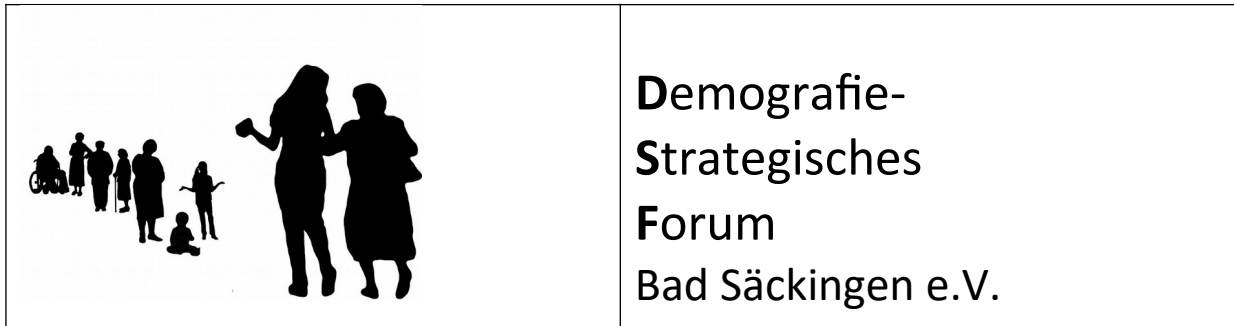 Demografie-
Strategisches
Forum
Bad Säckingen e.V.